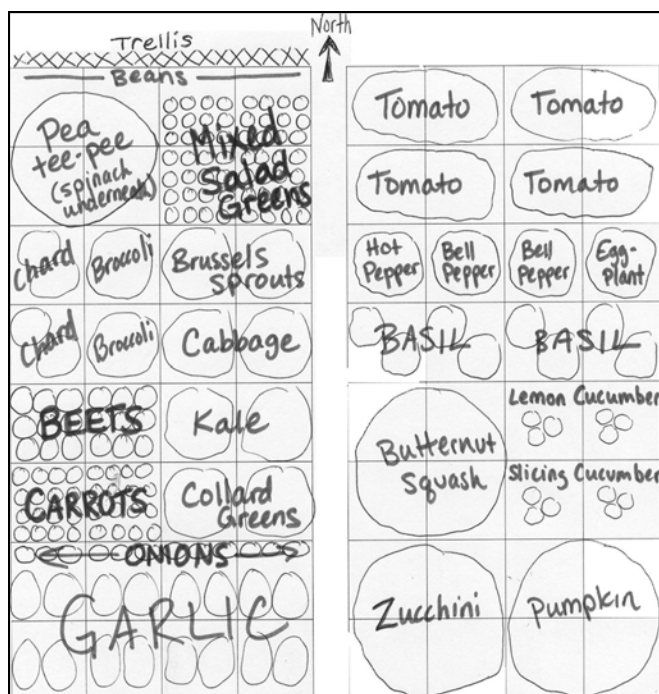 North
Trellis
Beans
Pea
tee-pee
(spinach
underneath)
Mixed
Salad
Greens
Chard
Broccoli
Brussels
Sprouts
Chard
Broccoli
Cabbage
BEETS
Kale
CARROTS
Collard
Greens
ONIONS
GARLIC
Tomato
Tomato
Tomato
Tomato
Hot
Pepper
Bell
Pepper
Bell
Pepper
Egg-
Plant
BASIL
BASIL
Butternut
Squash
Lemon Cucumber
Slicing Cucumber
Zucchini
Pumpkin